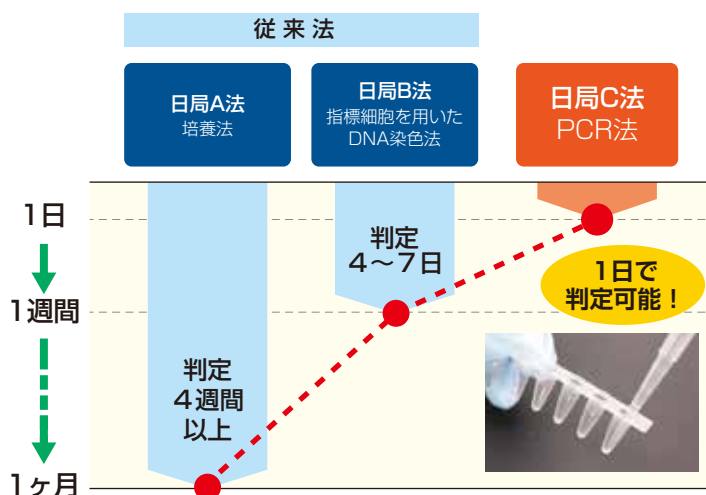 従来法
日局A法
培養法
日局B法
指標細胞を用いた
DNA染色法
日局C法
PCR法
1日
1週間
1ヶ月
判定
4週間
以上
判定
4〜7日
1日で
判定可能！